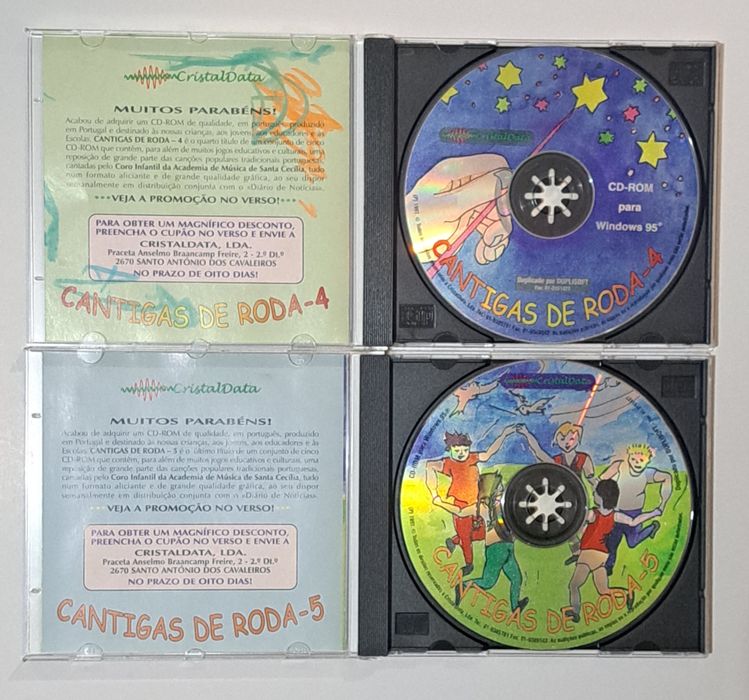 CristalData
MUITOS PARABÉNS!
Acabou de adquirir um CD-ROM de qualidade, em português, produzido
em Portugal e destinado às nossas crianças, aos jovens, aos educadores e às
Escolas. CANTIGAS DE RODA – 4 é o quarto título de um conjunto de cinco
CD-ROM que contém, para além de muitos jogos educativos e culturais, uma
reposição de grande parte das canções populares tradicionais portuguesas,
cantadas pelo Coro Infantil da Academia de Música de Santa Cecília, tudo
num formato aliciante e de grande qualidade gráfica, ao seu dispor
semanalmente em distribuição conjunta com o «Diário de Notícias».
VEJA A PROMOÇÃO NO VERSO!
PARA OBTER UM MAGNÍFICO DESCONTO,
PREENCHA O CUPÃO NO VERSO E ENVIE À
CRISTALDATA, LDA.
Praceta Anselmo Braancamp Freire, 2 - 2.º Dt.º
2670 SANTO ANTÓNIO DOS CAVALEIROS
NO PRAZO DE OITO DIAS!
CANTIGAS DE RODA-4
CristalData
CD-ROM
para
Windows 95
Duplicado por DUPLISOFT
CANTIGAS DE RODA-4
CristalData
MUITOS PARABÉNS!
Acabou de adquirir um CD-ROM de qualidade, em português, produzido
em Portugal e destinado às nossas crianças, aos jovens, aos educadores e às
Escolas. CANTIGAS DE RODA – 5 é o último título de um conjunto de cinco
CD-ROM que contém, para além de muitos jogos educativos e culturais, uma
reposição de grande parte das canções populares tradicionais portuguesas,
cantadas pelo Coro Infantil da Academia de Música de Santa Cecília, tudo
num formato aliciante e de grande qualidade gráfica, ao seu dispor
semanalmente em distribuição conjunta com o «Diário de Notícias».
VEJA A PROMOÇÃO NO VERSO!
PARA OBTER UM MAGNÍFICO DESCONTO,
PREENCHA O CUPÃO NO VERSO E ENVIE À
CRISTALDATA, LDA.
Praceta Anselmo Braancamp Freire, 2 - 2.º Dt.º
2670 SANTO ANTÓNIO DOS CAVALEIROS
NO PRAZO DE OITO DIAS!
CANTIGAS DE RODA-5
CristalData
CD-ROM para Windows 95
CANTIGAS DE RODA-5